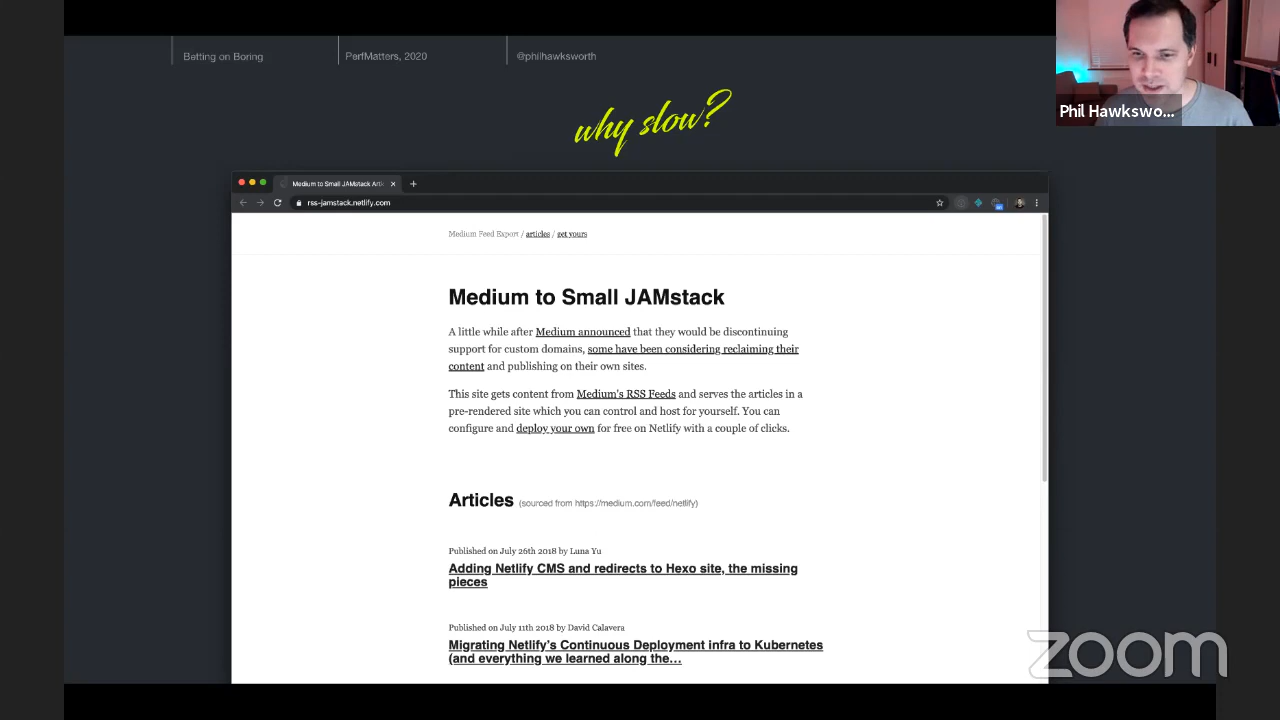 Betting on Boring
PerfMatters, 2020
@philhawksworth
Phil Hawkswo...
why slow?
Medium to Small JAMstack Arti
rss-jamstack.netlify.com
Medium Feed Export / articles / get yours
Medium to Small JAMstack
A little while after Medium announced that they would be discontinuing
support for custom domains, some have been considering reclaiming their
content and publishing on their own sites.
This site gets content from Medium's RSS Feeds and serves the articles in a
pre-rendered site which you can control and host for yourself. You can
configure and deploy your own for free on Netlify with a couple of clicks.
Articles (sourced from https://medium.com/feed/netlify)
Published on July 26th 2018 by Luna Yu
Adding Netlify CMS and redirects to Hexo site, the missing
pieces
Published on July 11th 2018 by David Calavera
Migrating Netlify's Continuous Deployment infra to Kubernetes
(and everything we learned along the…
zoom